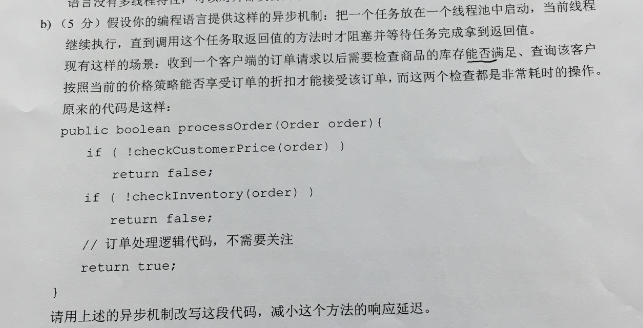 语言没有多线程特性，可以
b)（5 分）假设你的编程语言提供这样的异步机制：把一个任务放在一个线程池中启动，当前线程
继续执行，直到调用这个任务取返回值的方法时才阻塞并等待任务完成拿到返回值。
现有这样的场景：收到一个客户端的订单请求以后需要检查商品的库存能否满足、查询该客户
按照当前的价格策略能否享受订单的折扣才能接受该订单，而这两个检查都是非常耗时的操作。
原来的代码是这样：
public boolean processOrder(Order order){
if ( !checkCustomerPrice(order) )
return false;
if ( !checkInventory(order) )
return false;
// 订单处理逻辑代码，不需要关注
return true;
}
请用上述的异步机制改写这段代码，减小这个方法的响应延迟。